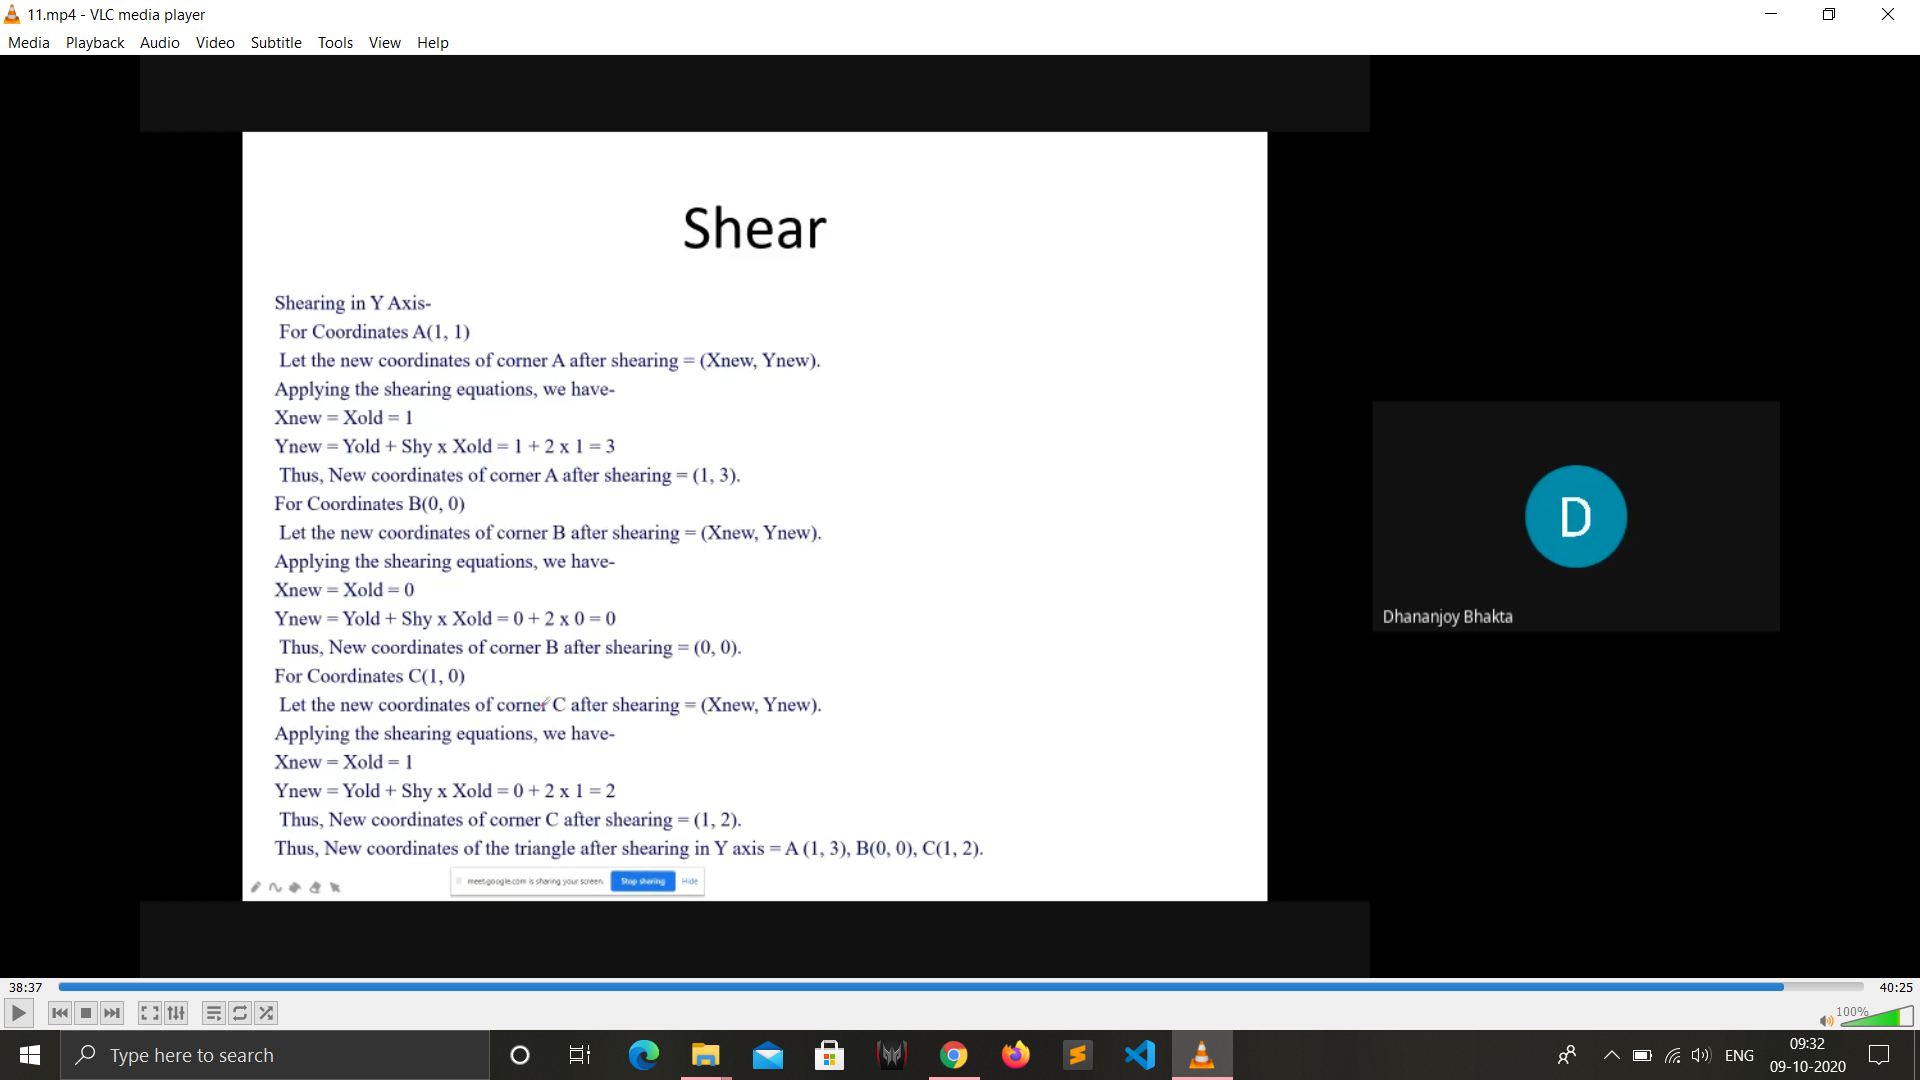 11.mp4 - VLC media player
Media Playback Audio Video Subtitle Tools View Help
Shear
Shearing in Y Axis-
For Coordinates A(1, 1)
Let the new coordinates of corner A after shearing = (Xnew, Ynew).
Applying the shearing equations, we have-
Xnew = Xold = 1
Ynew = Yold + Shy x Xold = 1 + 2 x 1 = 3
Thus, New coordinates of corner A after shearing = (1, 3).
For Coordinates B(0, 0)
Let the new coordinates of corner B after shearing = (Xnew, Ynew).
Applying the shearing equations, we have-
Xnew = Xold = 0
Ynew = Yold + Shy x Xold = 0 + 2 x 0 = 0
Thus, New coordinates of corner B after shearing = (0, 0).
For Coordinates C(1, 0)
Let the new coordinates of corner C after shearing = (Xnew, Ynew).
Applying the shearing equations, we have-
Xnew = Xold = 1
Ynew = Yold + Shy x Xold = 0 + 2 x 1 = 2
Thus, New coordinates of corner C after shearing = (1, 2).
Thus, New coordinates of the triangle after shearing in Y axis = A (1, 3), B(0, 0), C(1, 2).
meet.google.com is sharing your screen. Stop sharing Hide
D
Dhananjoy Bhakta
38:37 40:25
100%
Type here to search
ENG
09:32
09-10-2020